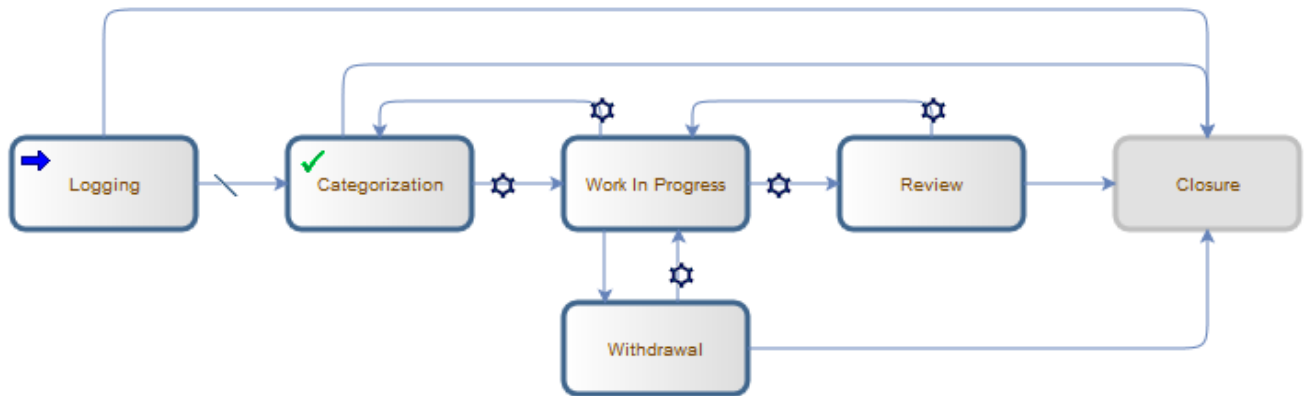 Logging
Categorization
Work In Progress
Review
Closure
Withdrawal